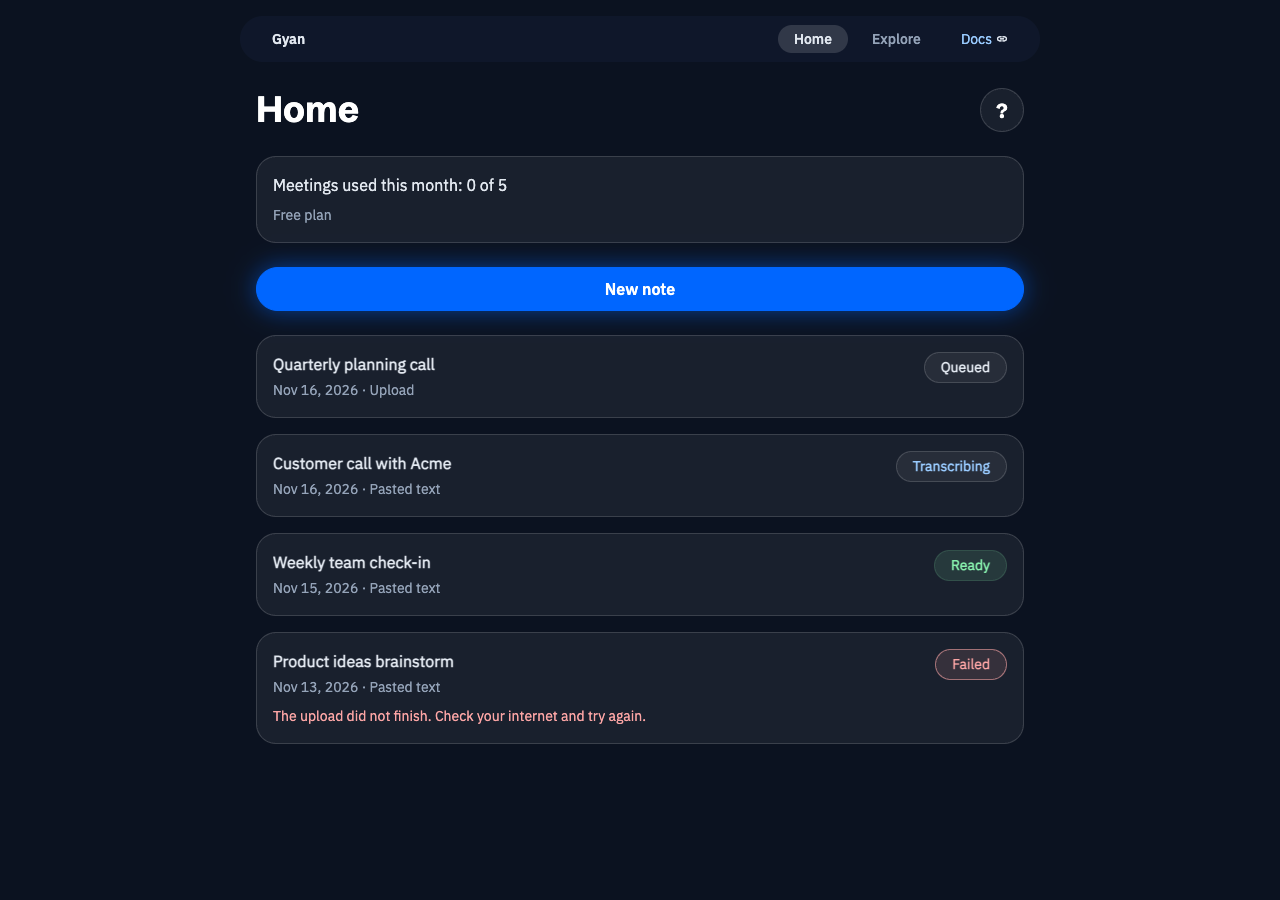 Gyan
Home
Explore
Docs
Home
?
Meetings used this month: 0 of 5
Free plan
New note
Quarterly planning call
Queued
Nov 16, 2026 · Upload
Customer call with Acme
Transcribing
Nov 16, 2026 · Pasted text
Weekly team check-in
Ready
Nov 15, 2026 · Pasted text
Product ideas brainstorm
Failed
Nov 13, 2026 · Pasted text
The upload did not finish. Check your internet and try again.